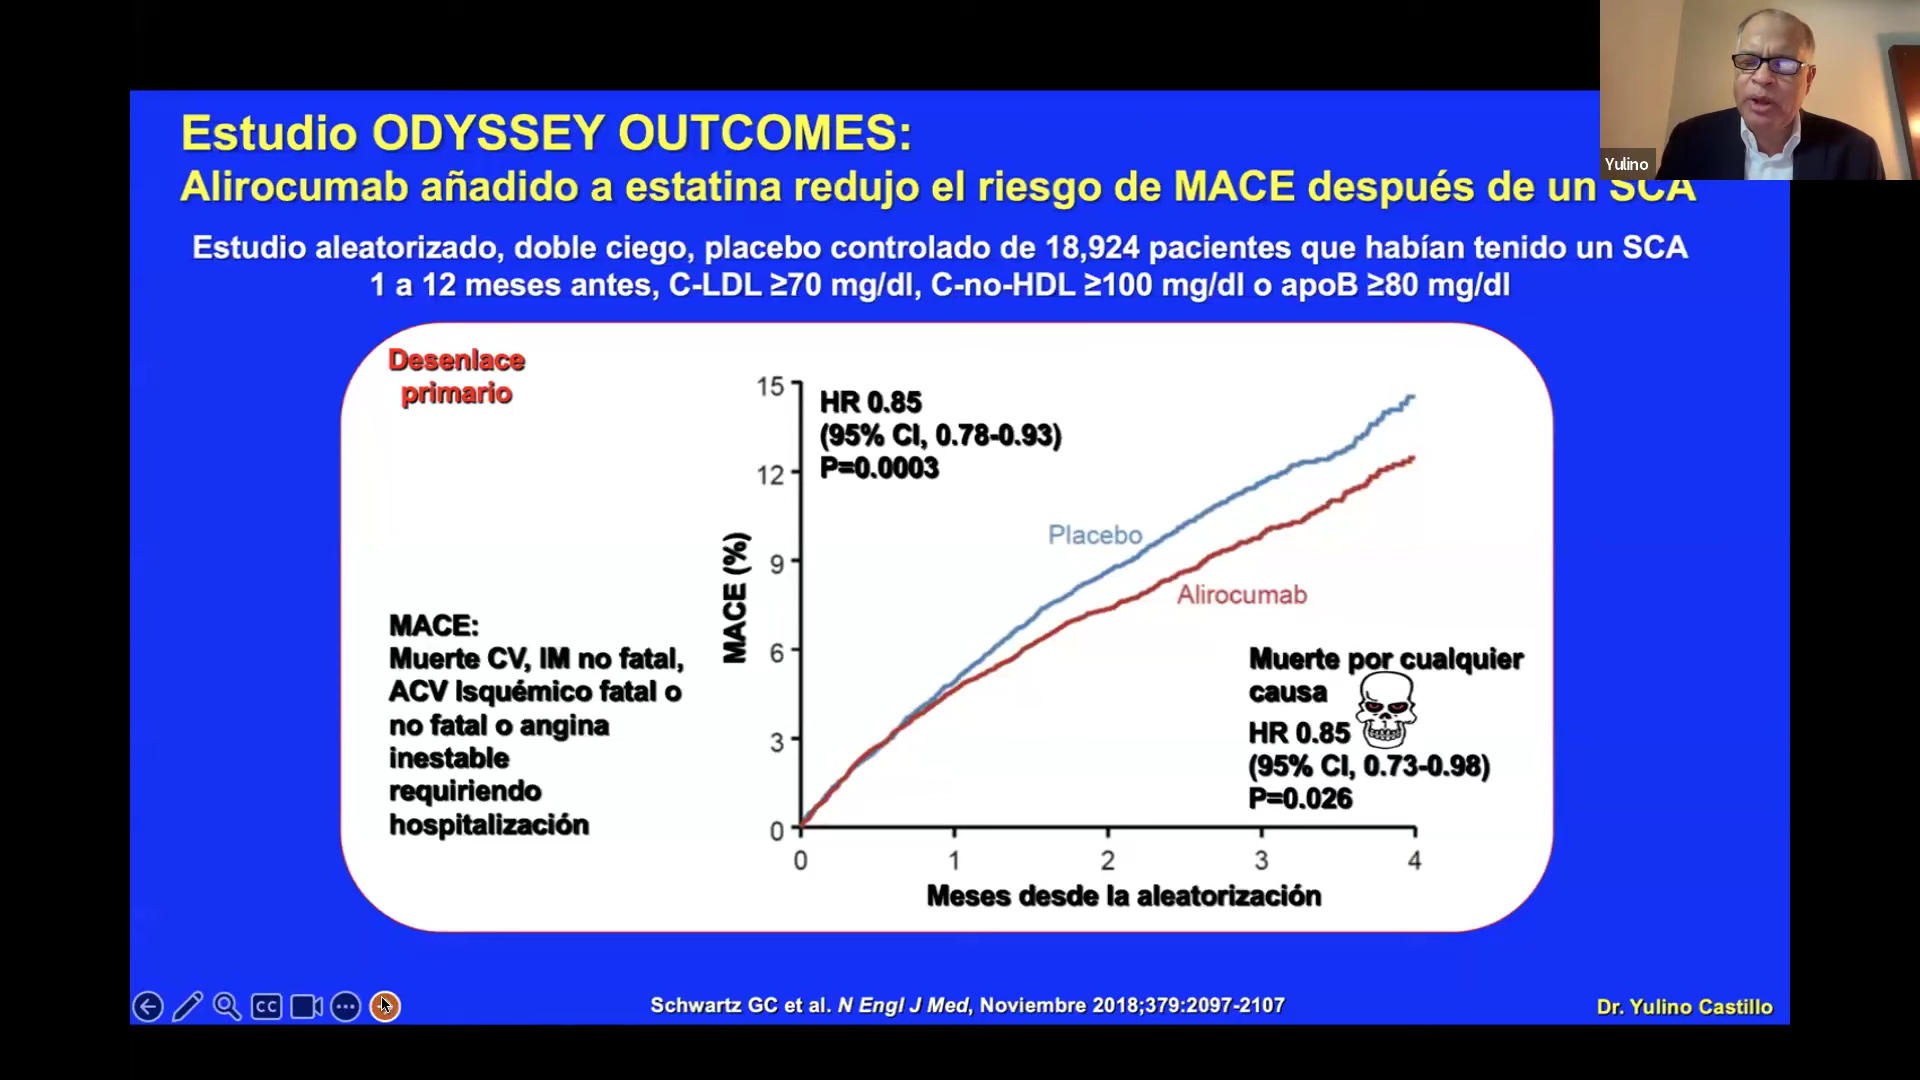 Estudio ODYSSEY OUTCOMES:
Alirocumab añadido a estatina redujo el riesgo de MACE después de un SCA
Yulino
Estudio aleatorizado, doble ciego, placebo controlado de 18,924 pacientes que habían tenido un SCA
1 a 12 meses antes, C-LDL ≥70 mg/dl, C-no-HDL ≥100 mg/dl o apoB ≥80 mg/dl
Desenlace
primario
MACE:
Muerte CV, IM no fatal,
ACV Isquémico fatal o
no fatal o angina
inestable
requiriendo
hospitalización
MACE (%)
15
12
9
6
3
0
HR 0.85
(95% CI, 0.78-0.93)
P=0.0003
Placebo
Alirocumab
Muerte por cualquier
causa
HR 0.85
(95% CI, 0.73-0.98)
P=0.026
0 1 2 3 4
Meses desde la aleatorización
CC
Schwartz GC et al. N Engl J Med, Noviembre 2018;379:2097-2107
Dr. Yulino Castillo